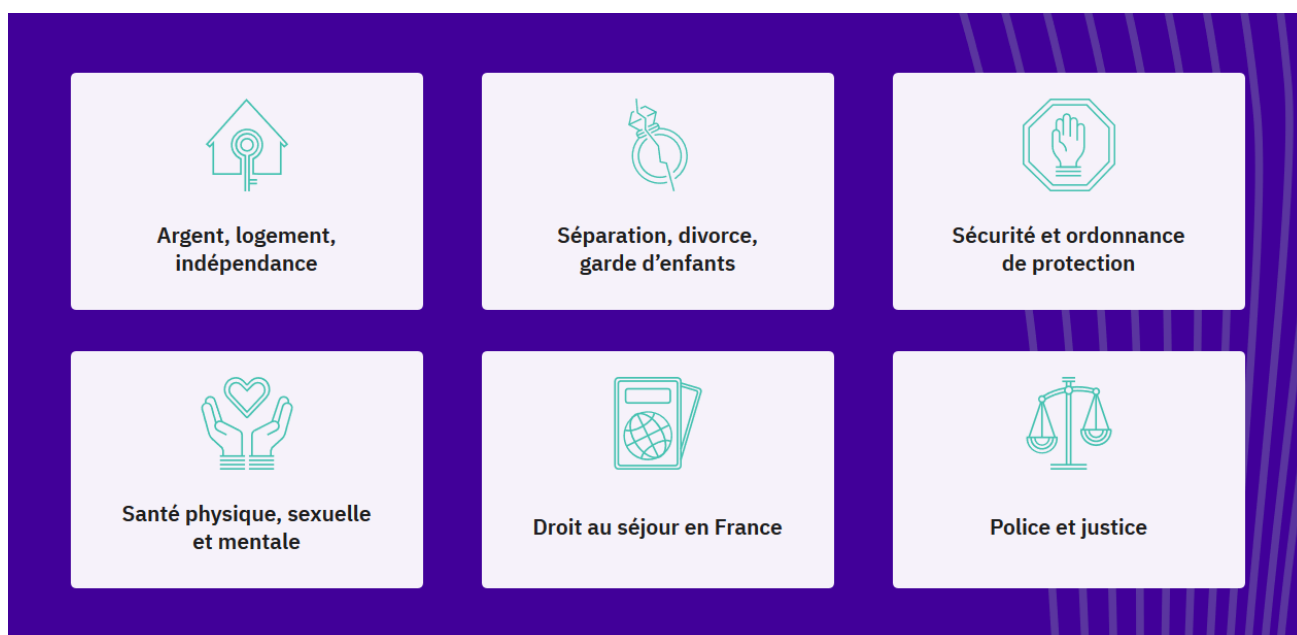 Argent, logement,
indépendance
Séparation, divorce,
garde d’enfants
Sécurité et ordonnance
de protection
Santé physique, sexuelle
et mentale
Droit au séjour en France
Police et justice